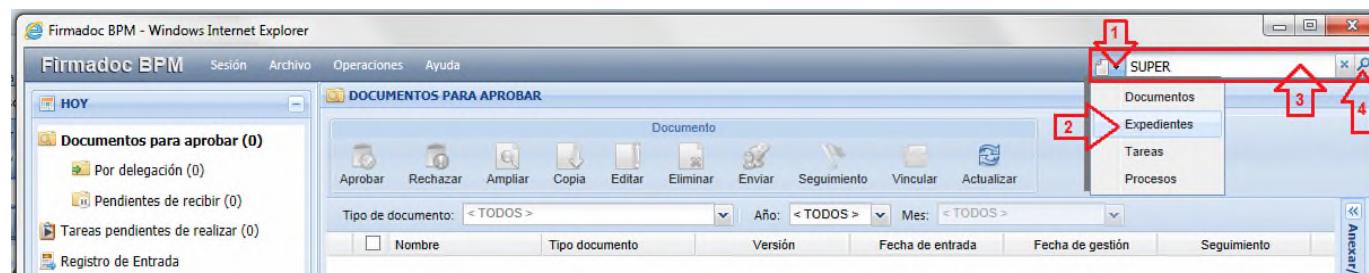 Firmadoc BPM - Windows Internet Explorer
1
Firmadoc BPM Sesión Archivo Operaciones Ayuda
SUPER
HOY
DOCUMENTOS PARA APROBAR
Documentos
3
4
Documentos para aprobar (0)
Documento
2
Expedientes
Por delegación (0)
Tareas
Aprobar Rechazar Ampliar Copia Editar Eliminar Enviar Seguimiento Vincular Actualizar
Procesos
Pendientes de recibir (0)
Tipo de documento: < TODOS > Año: < TODOS > Mes: < TODOS >
Tareas pendientes de realizar (0)
Nombre Tipo documento Versión Fecha de entrada Fecha de gestión Seguimiento
Registro de Entrada
Anexar/